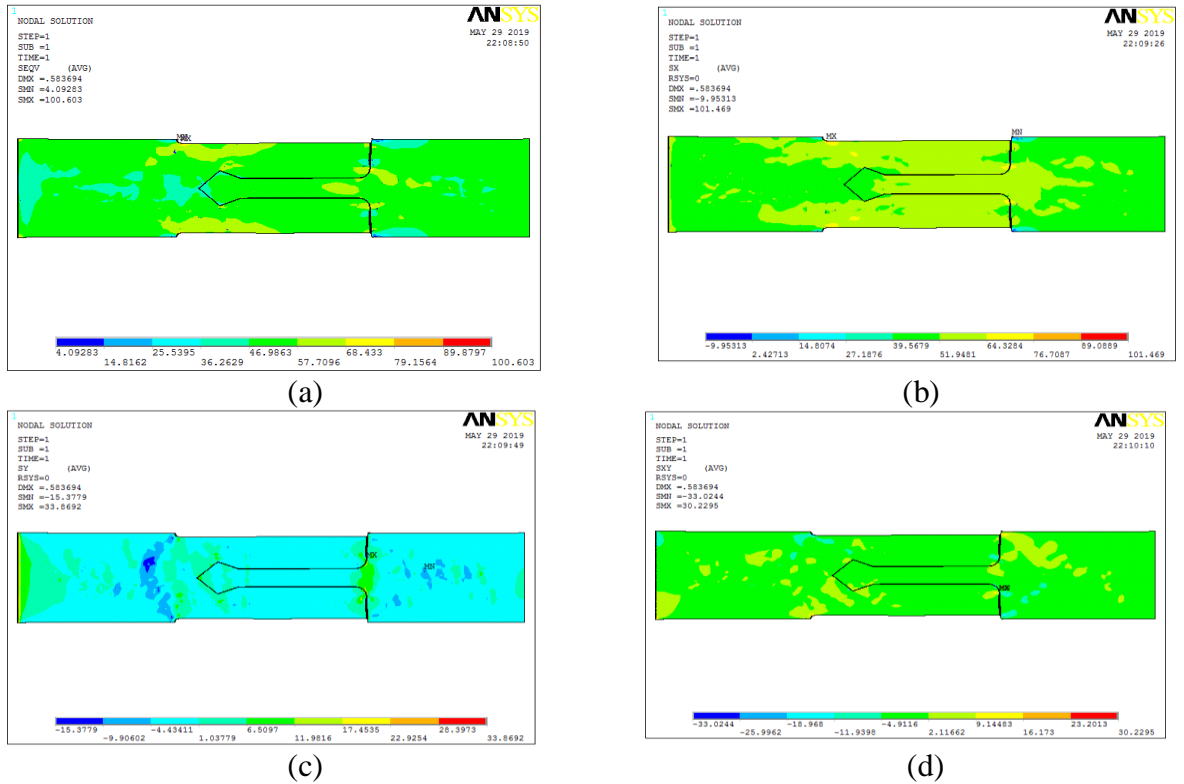 1
NODAL SOLUTION
STEP=1
SUB =1
TIME=1
SEQV (AVG)
DMX =.583694
SMN =4.09283
SMX =100.603
ANSYS
MAY 29 2019
22:08:50
MX
4.09283 25.5395 46.9863 68.433 89.8797
14.8162 36.2629 57.7096 79.1564 100.603
(a)
1
NODAL SOLUTION
STEP=1
SUB =1
TIME=1
SX (AVG)
RSYS=0
DMX =.583694
SMN =-9.95313
SMX =101.469
ANSYS
MAY 29 2019
22:09:26
MX MN
-9.95313 14.8074 39.5679 64.3284 89.0889
2.42713 27.1876 51.9481 76.7087 101.469
(b)
1
NODAL SOLUTION
STEP=1
SUB =1
TIME=1
SY (AVG)
RSYS=0
DMX =.583694
SMN =-15.3779
SMX =33.8692
ANSYS
MAY 29 2019
22:09:49
MX
MN
-15.3779 -4.43411 6.5097 17.4535 28.3973
-9.90602 1.03779 11.9816 22.9254 33.8692
(c)
1
NODAL SOLUTION
STEP=1
SUB =1
TIME=1
SXY (AVG)
RSYS=0
DMX =.583694
SMN =-33.0244
SMX =30.2295
ANSYS
MAY 29 2019
22:10:10
-33.0244 -18.968 -4.9116 9.14483 23.2013
-25.9962 -11.9398 2.11662 16.173 30.2295
(d)